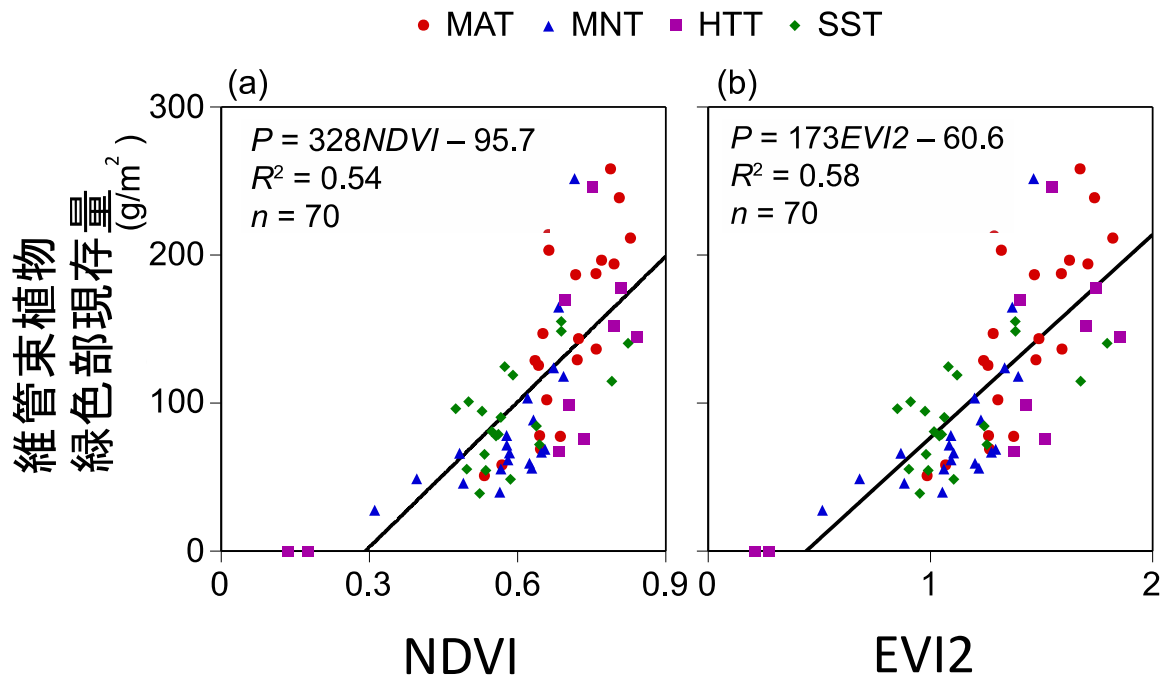 MAT MNT HTT SST
(a)
P = 328NDVI – 95.7
R² = 0.54
n = 70
(b)
P = 173EVI2 – 60.6
R² = 0.58
n = 70
維管束植物
緑色部現存量
(g/m²)
300
200
100
0
0 0.3 0.6 0.9
0 1 2
NDVI
EVI2